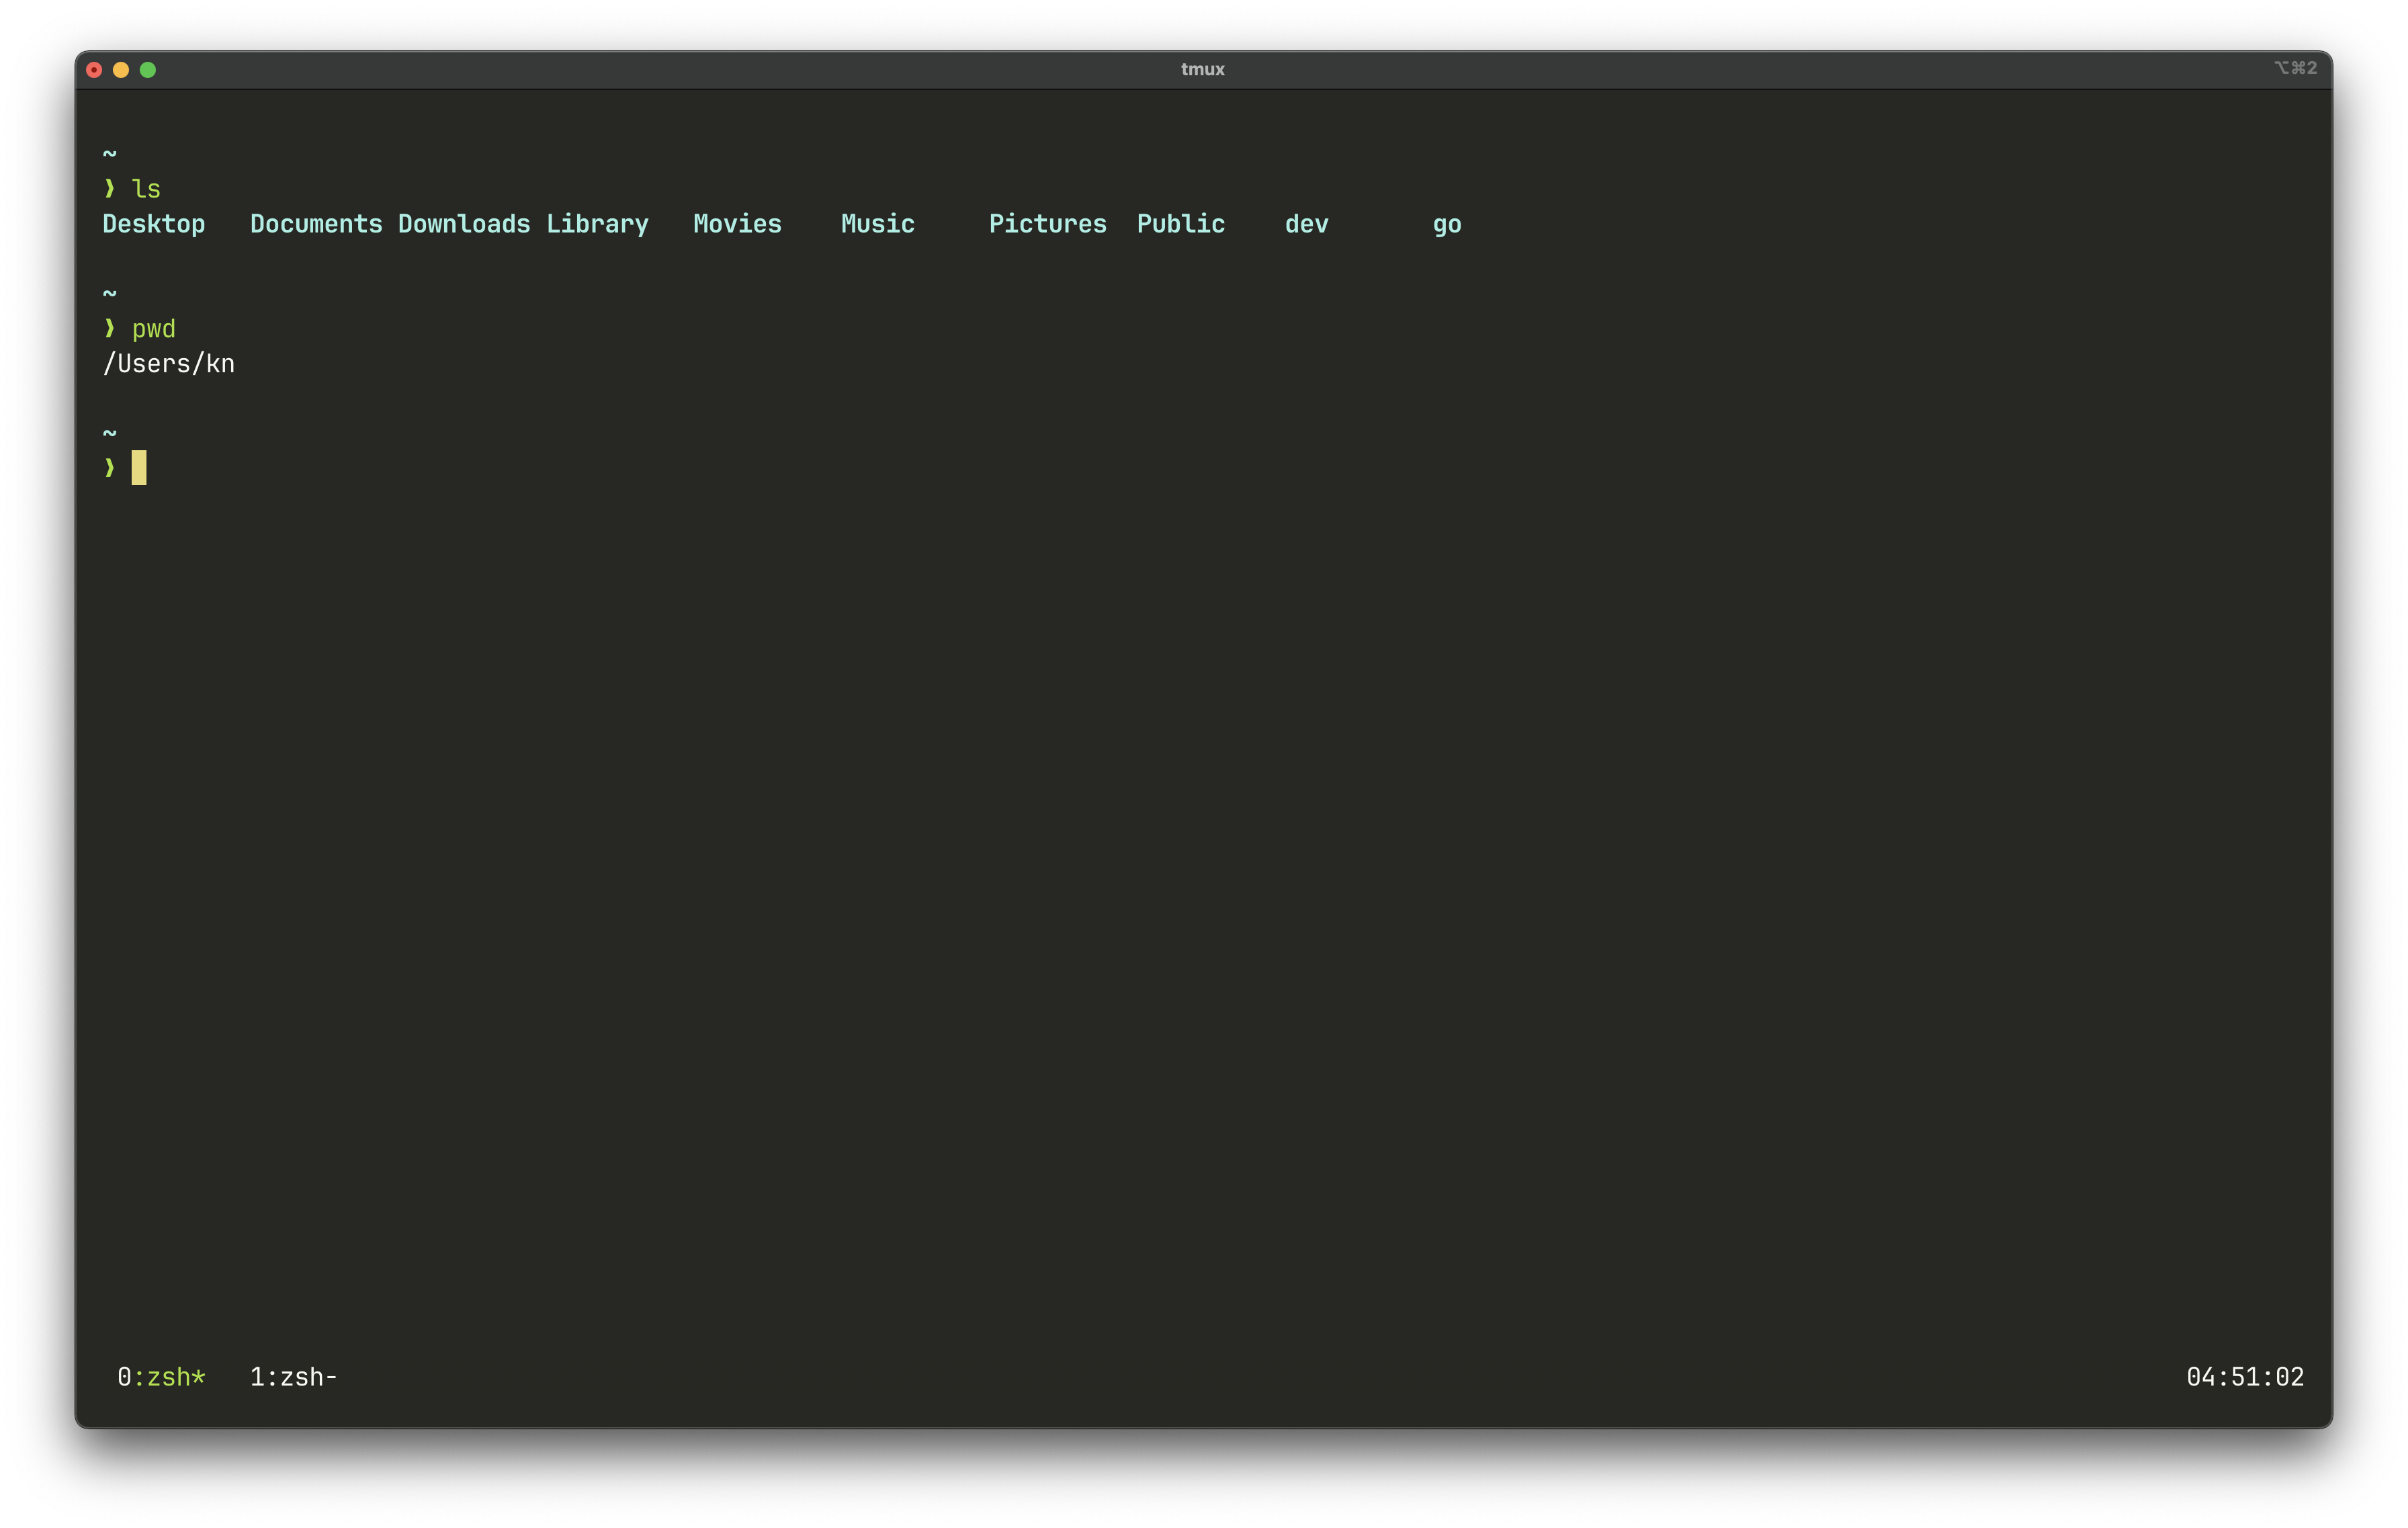 tmux ⌥⌘2
~
❱ ls
Desktop Documents Downloads Library Movies Music Pictures Public dev go
~
❱ pwd
/Users/kn
~
❱
0:zsh* 1:zsh- 04:51:02